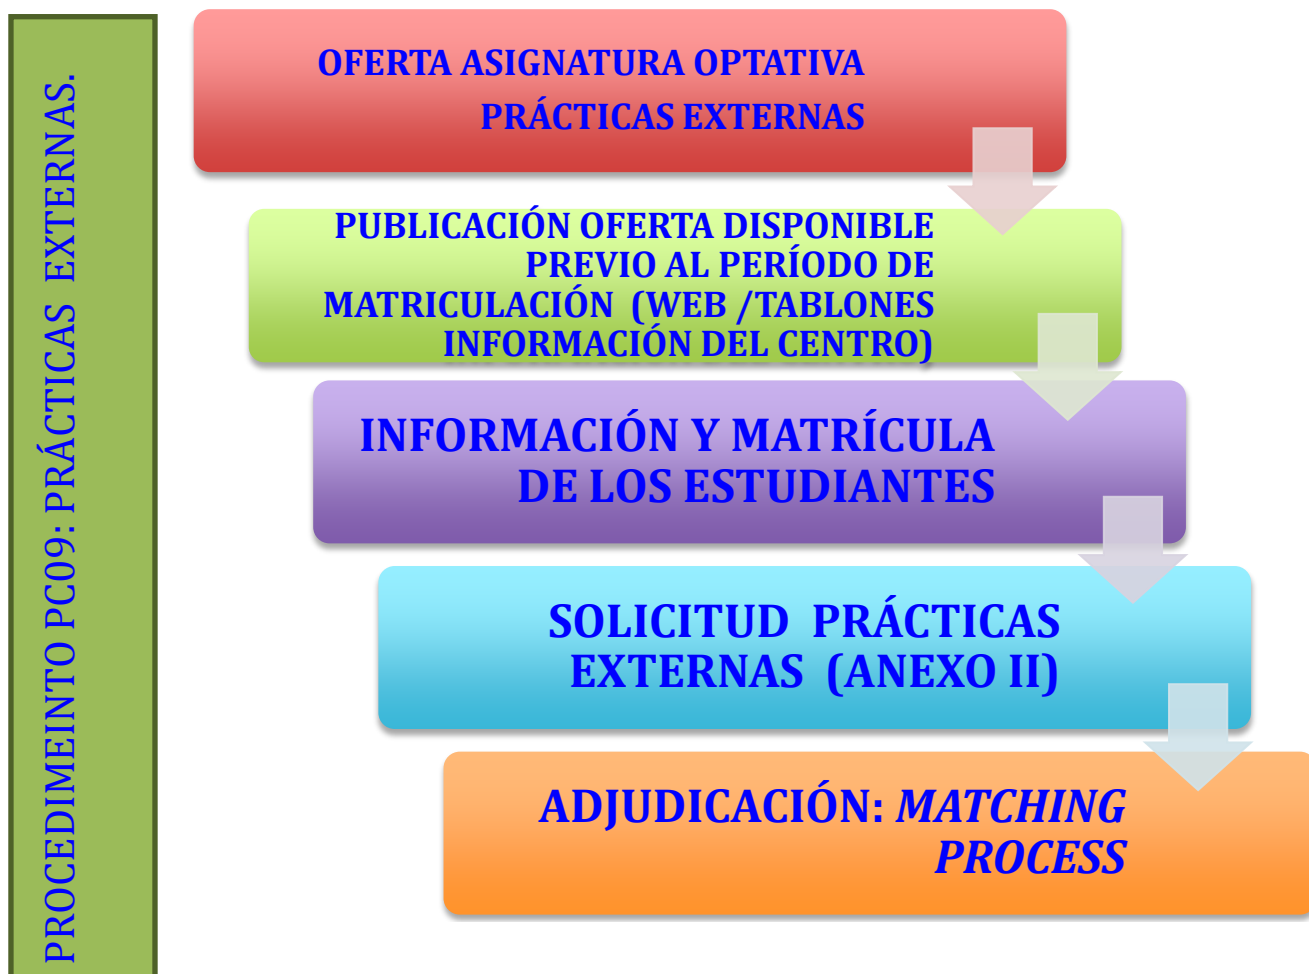 PROCEDIMEINTO PC09: PRÁCTICAS EXTERNAS.
OFERTA ASIGNATURA OPTATIVA
PRÁCTICAS EXTERNAS
PUBLICACIÓN OFERTA DISPONIBLE
PREVIO AL PERÍODO DE
MATRICULACIÓN (WEB /TABLONES
INFORMACIÓN DEL CENTRO)
INFORMACIÓN Y MATRÍCULA
DE LOS ESTUDIANTES
SOLICITUD PRÁCTICAS
EXTERNAS (ANEXO II)
ADJUDICACIÓN: MATCHING
PROCESS